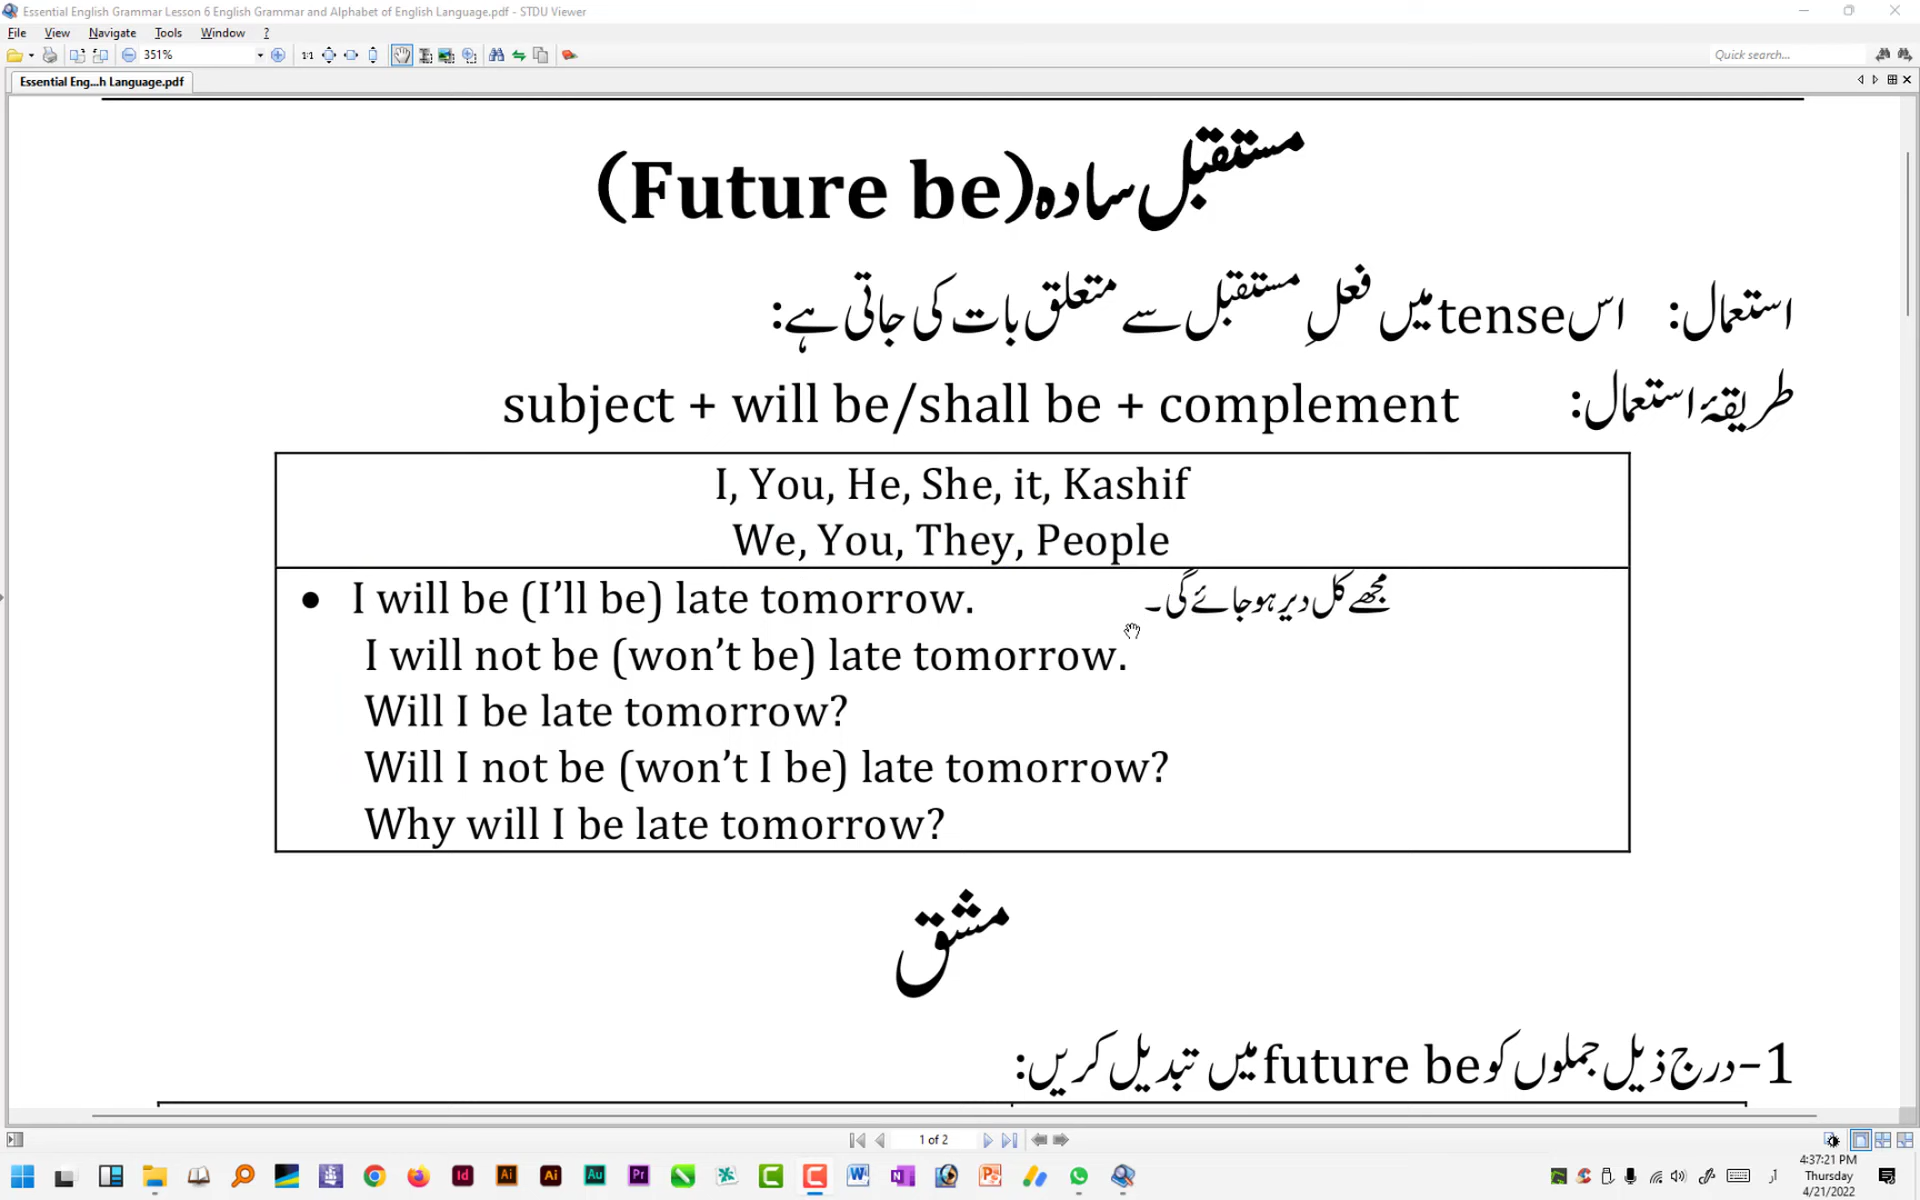 Essential English Grammar Lesson 6 English Grammar and Alphabet of English Language.pdf - STDU Viewer
File View Navigate Tools Window ?
351%
Quick search...
Essential Eng...h Language.pdf
مستقبل سادہ (Future be)
استعمال: اس tense میں فعلِ مستقبل سے متعلق بات کی جاتی ہے:
طریقۂ استعمال: subject + will be/shall be + complement
I, You, He, She, it, Kashif
We, You, They, People
• I will be (I’ll be) late tomorrow. مجھے کل دیر ہو جائے گی۔
I will not be (won’t be) late tomorrow.
Will I be late tomorrow?
Will I not be (won’t I be) late tomorrow?
Why will I be late tomorrow?
مشق
1- درج ذیل جملوں کو future be میں تبدیل کریں:
1 of 2
4:37:21 PM
Thursday
4/21/2022